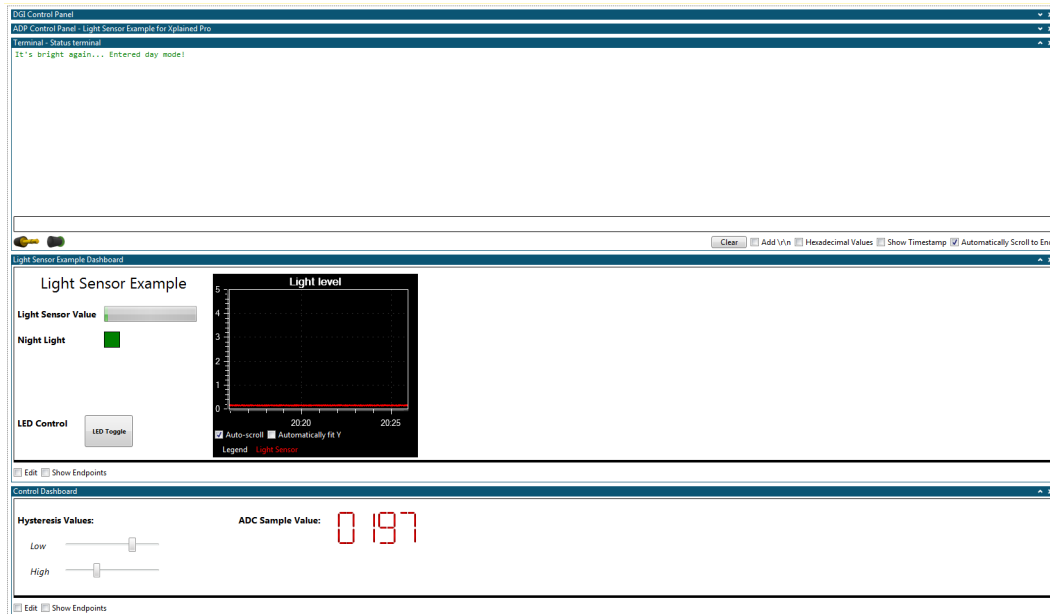 DGI Control Panel
ADP Control Panel - Light Sensor Example for Xplained Pro
Terminal - Status terminal
It's bright again... Entered day mode!
Clear Add \r\n Hexadecimal Values Show Timestamp Automatically Scroll to En
Light Sensor Example Dashboard
Light Sensor Example
Light level
5
Light Sensor Value
4
Night Light
3
2
1
0
20:20 20:25
LED Control
LED Toggle
Auto-scroll Automatically fit Y
Legend Light Sensor
Edit Show Endpoints
Control Dashboard
Hysteresis Values:
ADC Sample Value: 0197
Low
High
Edit Show Endpoints